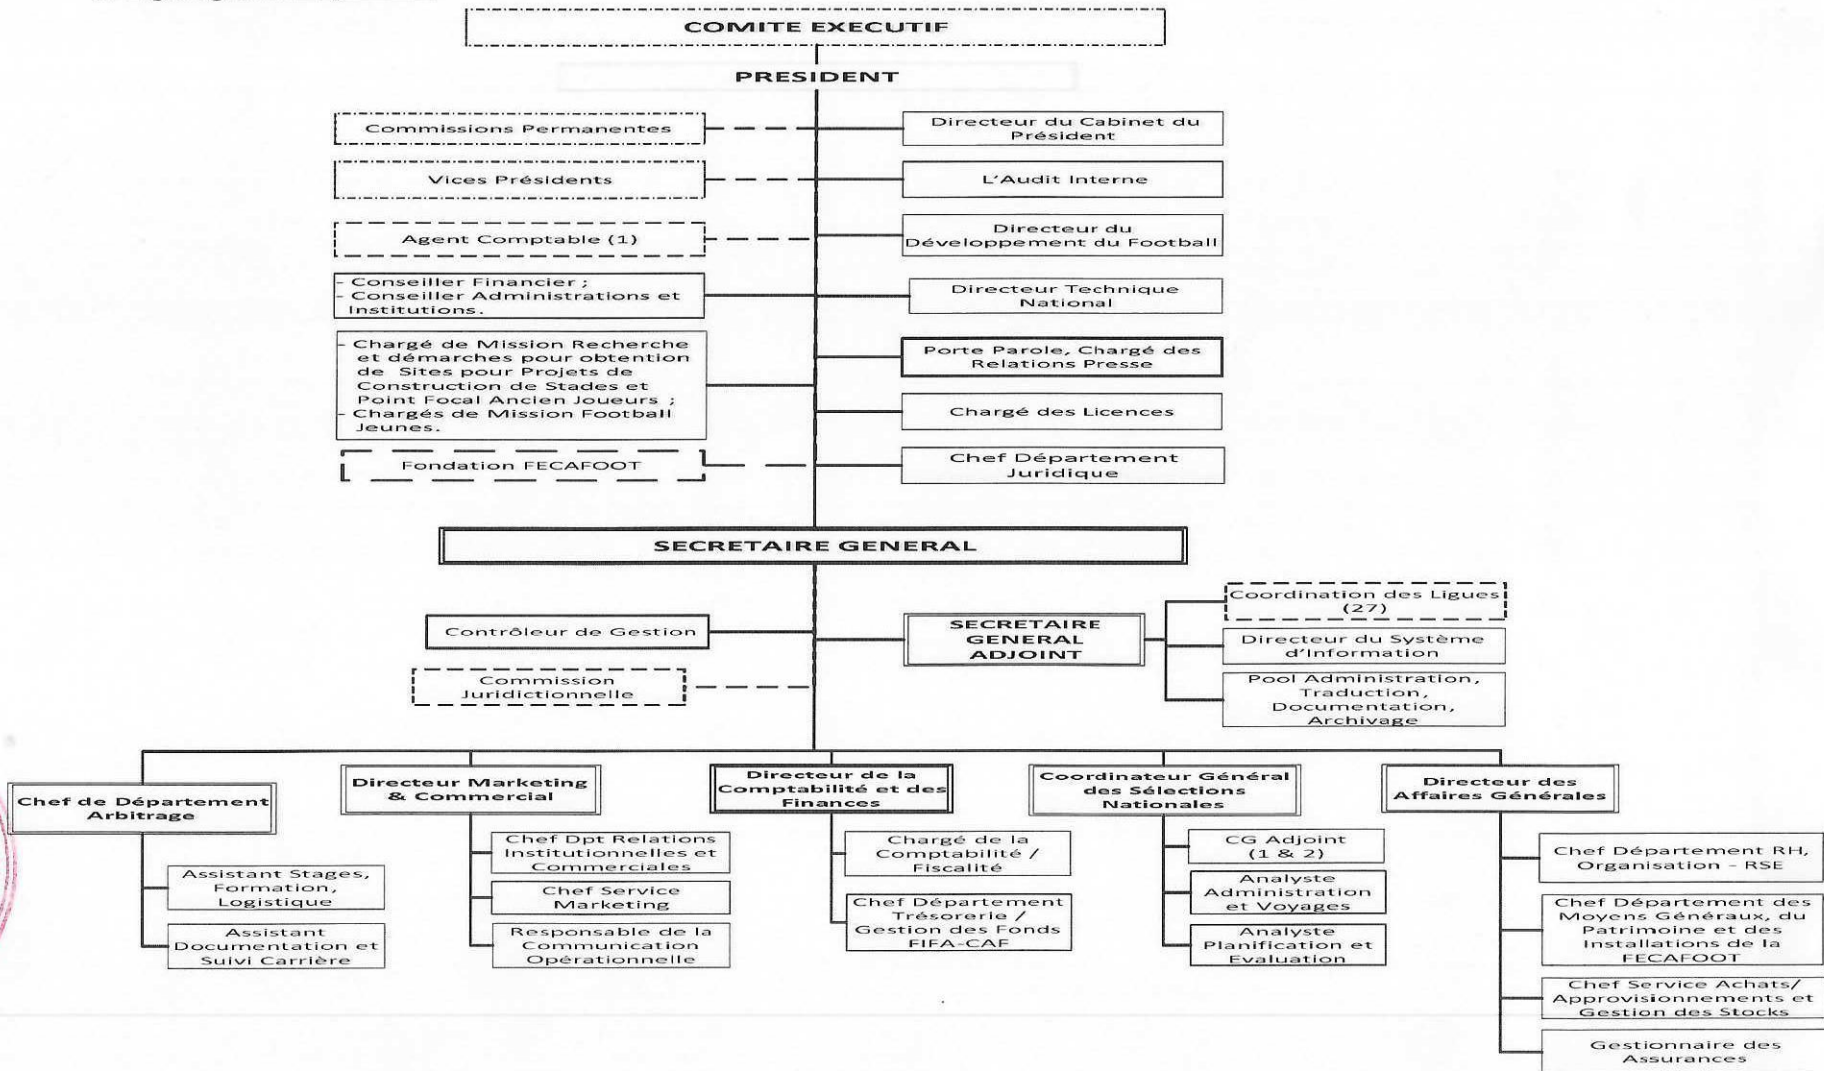 COMITE EXECUTIF
PRESIDENT
Commissions Permanentes
Directeur du Cabinet du
Président
Vices Présidents
L'Audit Interne
Agent Comptable (1)
Directeur du
Développement du Football
- Conseiller Financier ;
- Conseiller Administrations et
Institutions.
Directeur Technique
National
- Chargé de Mission Recherche
et démarches pour obtention
de Sites pour Projets de
Construction de Stades et
Point Focal Ancien Joueurs ;
- Chargés de Mission Football
Jeunes.
Porte Parole, Chargé des
Relations Presse
Chargé des Licences
Fondation FECAFOOT
Chef Département
Juridique
SECRETAIRE GENERAL
Contrôleur de Gestion
SECRETAIRE
GENERAL
ADJOINT
Coordination des Ligues
(27)
Directeur du Système
d'Information
Pool Administration,
Traduction,
Documentation,
Archivage
Commission
Juridictionnelle
Chef de Département
Arbitrage
Assistant Stages,
Formation,
Logistique
Assistant
Documentation et
Suivi Carrière
Directeur Marketing
& Commercial
Chef Dpt Relations
Institutionnelles et
Commerciales
Chef Service
Marketing
Responsable de la
Communication
Opérationnelle
Directeur de la
Comptabilité et des
Finances
Chargé de la
Comptabilité /
Fiscalité
Chef Département
Trésorerie /
Gestion des Fonds
FIFA-CAF
Coordinateur Général
des Sélections
Nationales
CG Adjoint
(1 & 2)
Analyste
Administration
et Voyages
Analyste
Planification et
Evaluation
Directeur des
Affaires Générales
Chef Département RH,
Organisation - RSE
Chef Département des
Moyens Généraux, du
Patrimoine et des
Installations de la
FECAFOOT
Chef Service Achats/
Approvisionnements et
Gestion des Stocks
Gestionnaire des
Assurances